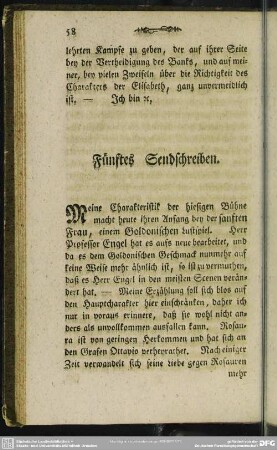 58
lehrten Kampfe zu geben, der auf ihrer Seite
bey der Vertheidigung des Banks, und auf mei-
ner, bey vielen Zweifeln über die Richtigkeit des
Charakters der Elisabeth, ganz unvermeidlich
ist. — Ich bin ꝛc.
Fünftes Sendschreiben.
Meine Charakteristik der hiesigen Bühne
macht heute ihren Anfang bey der sanften
Frau, einem Goldonischen Lustspiel. Herr
Professor Engel hat es aufs neue bearbeitet, und
da es dem Goldonischen Geschmack nunmehr auf
keine Weise mehr ähnlich ist, so ist zu vermuthen,
daß es Herr Engel in den meisten Scenen verän-
dert hat. — Meine Erzählung soll sich blos auf
den Hauptcharakter hier einschränken, daher ich
nur in voraus erinnere, daß sie wohl nicht an-
ders als unvollkommen ausfallen kann. Rosau-
ra ist von geringen Herkommen und hat sich an
den Grafen Ottavio verheyrathet. Nach einiger
Zeit verwandelt sich seine Liebe gegen Rosauren
mehr